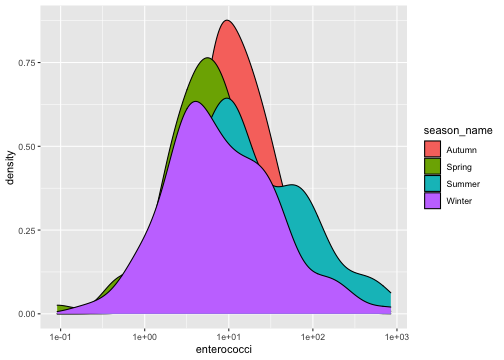 0.75
0.50
0.25
0.00
density
1e-01 1e+00 1e+01 1e+02 1e+03
enterococci
season_name
Autumn
Spring
Summer
Winter